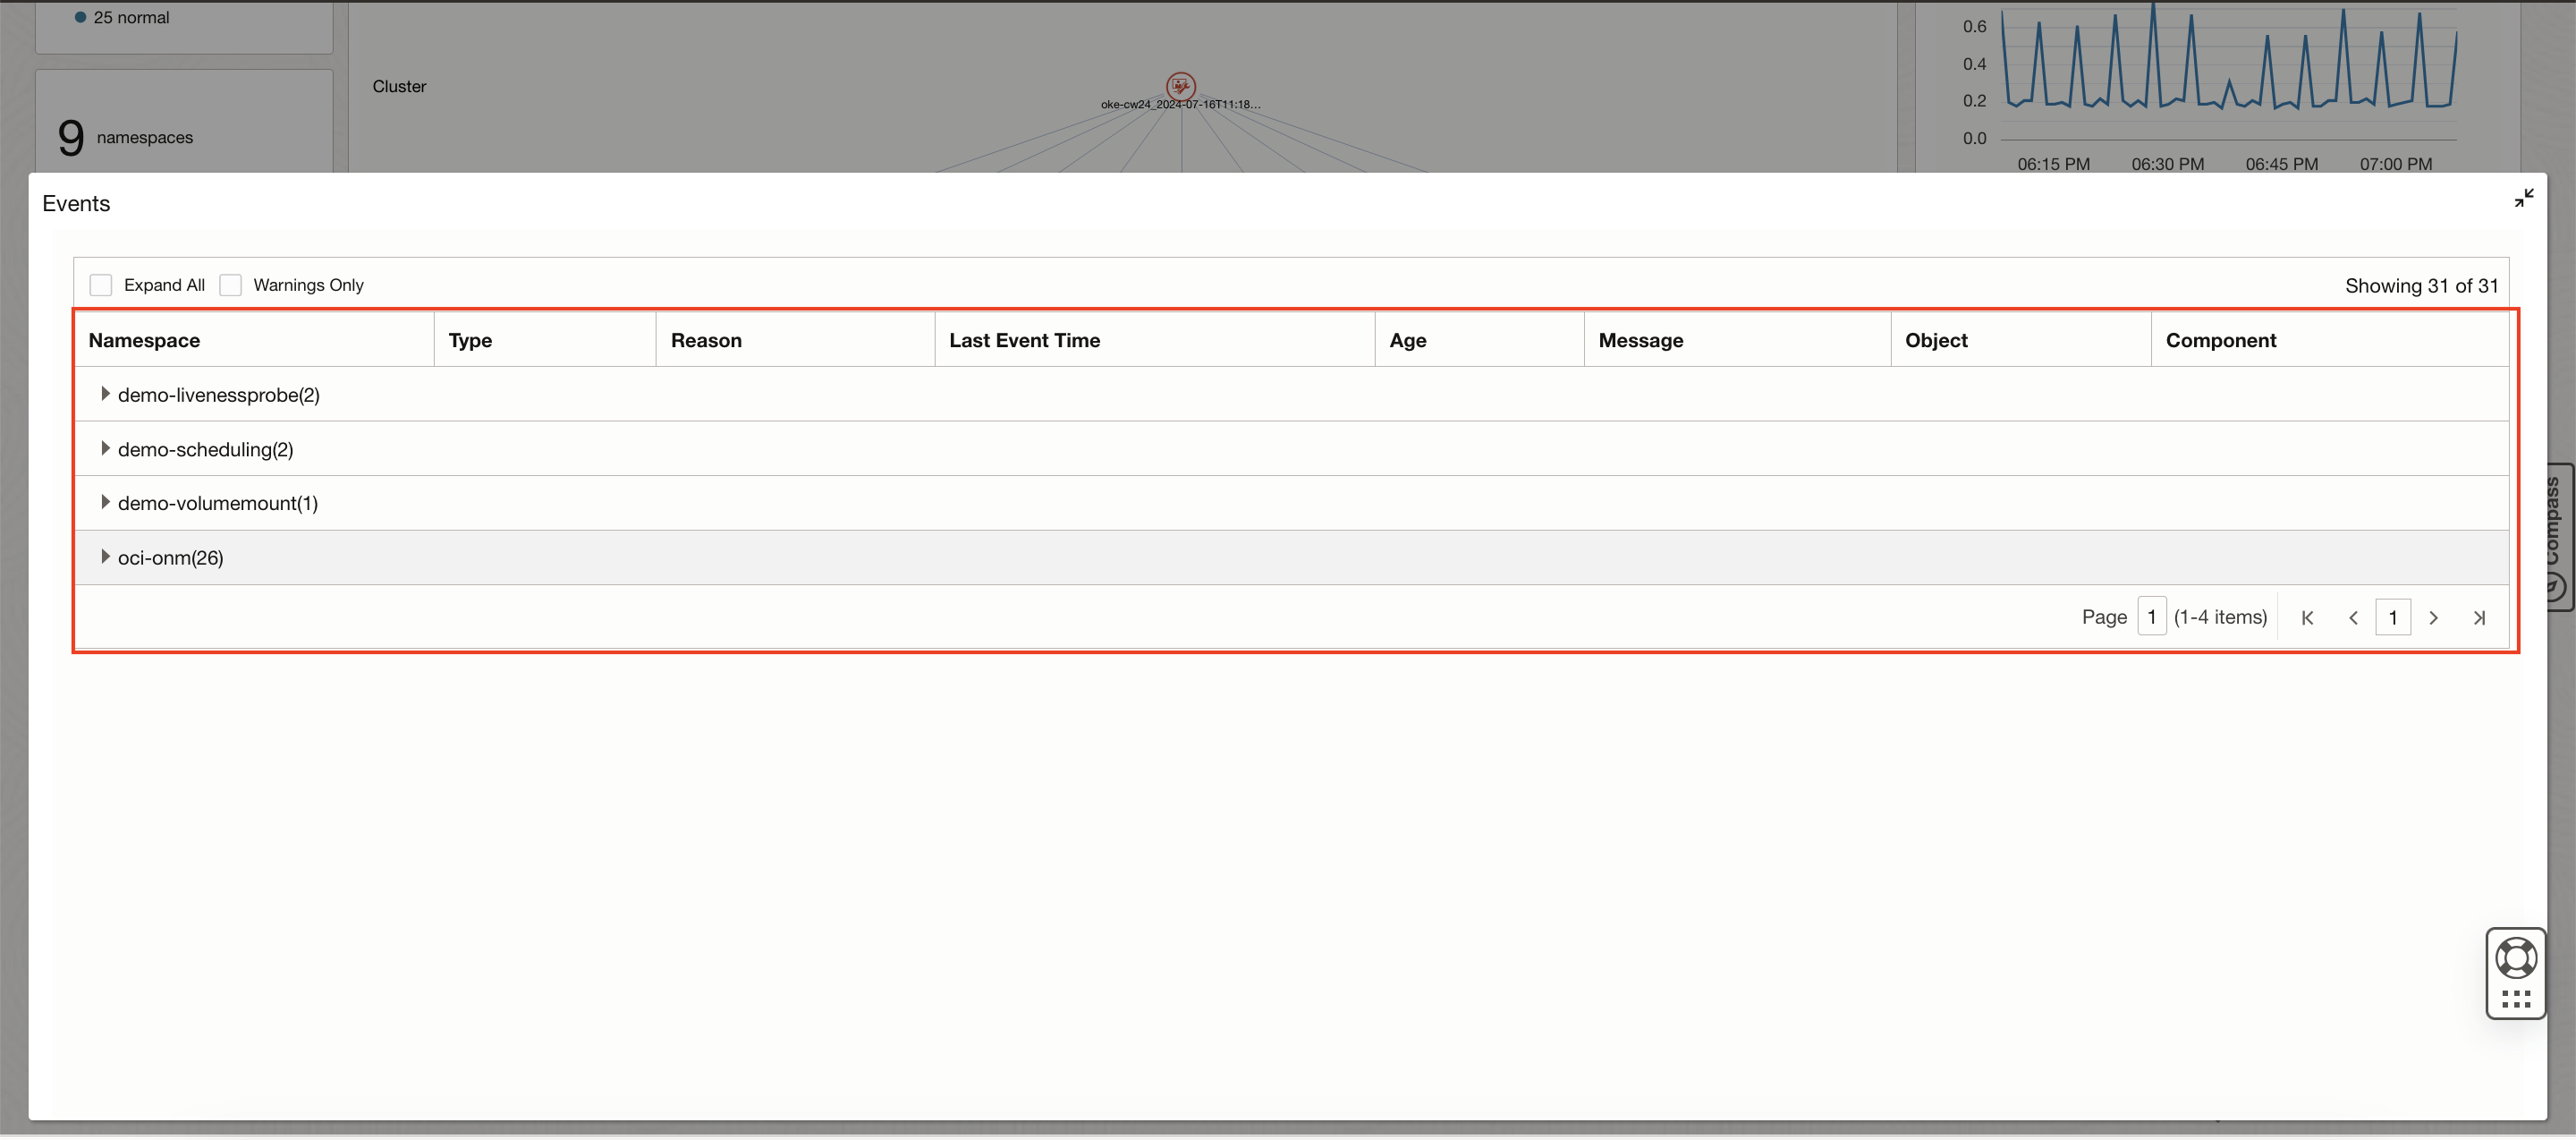 25 normal
9 namespaces
Cluster
oke-cw24_2024-07-16T11:18...
0.6
0.4
0.2
0.0
06:15 PM 06:30 PM 06:45 PM 07:00 PM
Events
Expand All Warnings Only Showing 31 of 31
Namespace Type Reason Last Event Time Age Message Object Component
demo-livenessprobe(2)
demo-scheduling(2)
demo-volumemount(1)
oci-onm(26)
Page 1 (1-4 items) 1
Compass